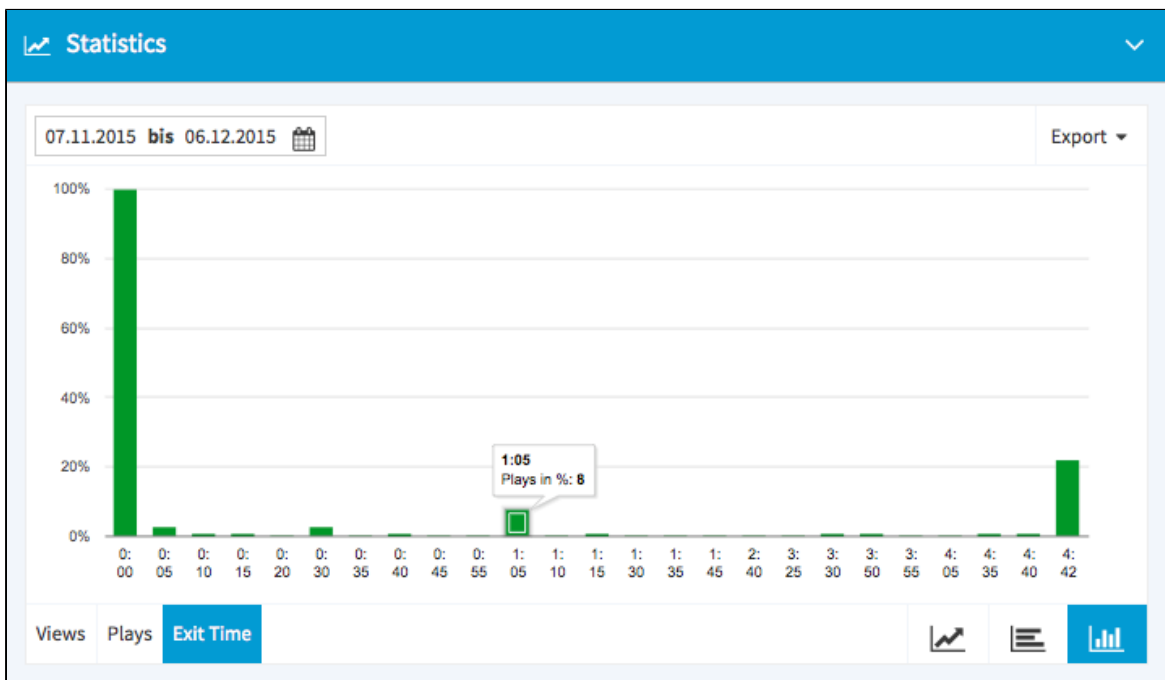 Statistics
07.11.2015 bis 06.12.2015
Export
100%
80%
60%
40%
20%
0%
1:05
Plays in %: 8
0: 0: 0: 0: 0: 0: 0: 0: 0: 0: 1: 1: 1: 1: 1: 1: 2: 3: 3: 3: 3: 4: 4: 4: 4:
00 05 10 15 20 30 35 40 45 55 05 10 15 30 35 45 40 25 30 50 55 05 35 40 42
Views Plays Exit Time